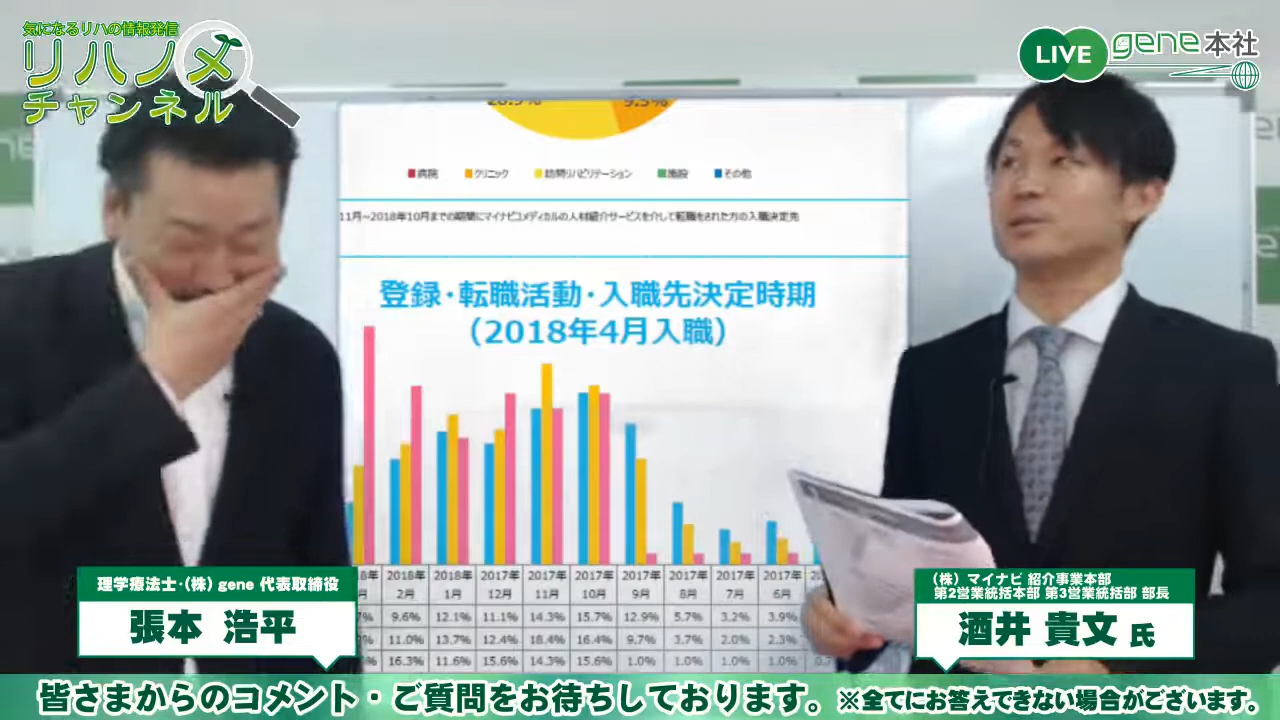 気になるリハの情報発信
リハノメ
チャンネル
LIVE
gene本社
9.5%
病院 クリニック 訪問リハビリテーション 施設 その他
11月~2018年10月までの期間にマイナビコメディカルの人材紹介サービスを介して転職をされた方の入職決定先
登録・転職活動・入職先決定時期
(2018年4月入職)
8年 2018年 2018年 2017年 2017年 2017年 2017年 2017年 2017年 2017年
月 2月 1月 12月 11月 10月 9月 8月 7月 6月
9.6% 12.1% 11.1% 14.3% 15.7% 12.9% 5.7% 3.2% 3.9%
11.0% 13.7% 12.4% 18.4% 16.4% 9.7% 3.7% 2.0% 2.3%
16.3% 11.6% 15.6% 14.3% 15.6% 1.0% 1.0% 1.0% 1.0%
理学療法士・(株) gene 代表取締役
張本 浩平
(株) マイナビ 紹介事業本部
第2営業統括本部 第3営業統括部 部長
酒井 貴文 氏
皆さまからのコメント・ご質問をお待ちしております。※全てにお答えできない場合がございます。